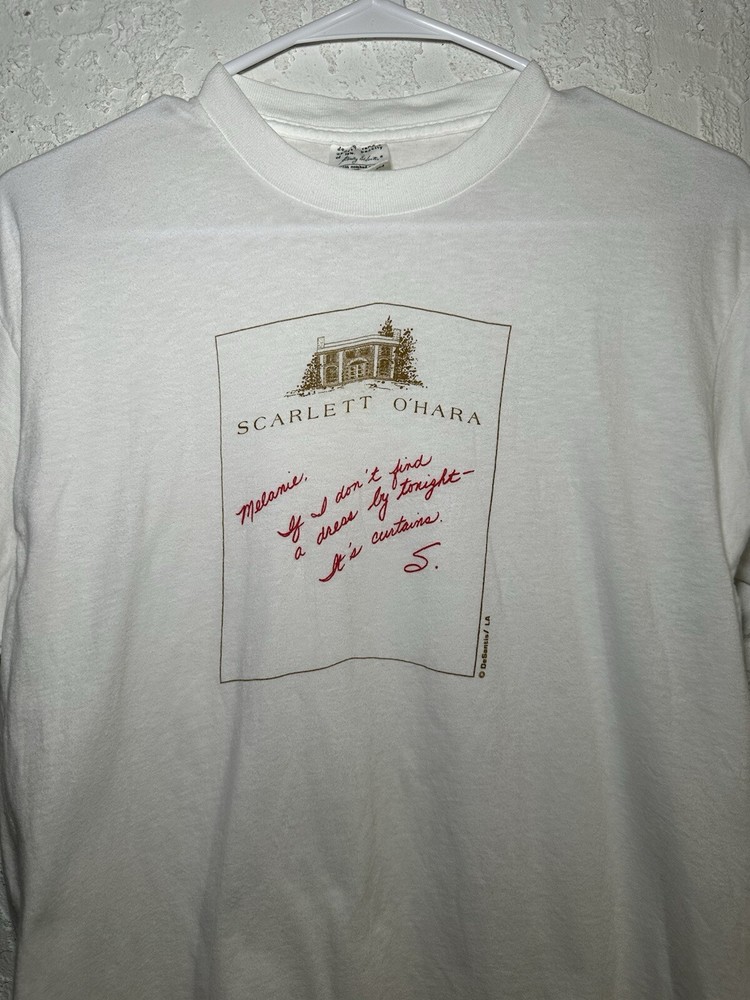 SCARLETT O'HARA
Melanie,
If I don't find
a dress by tonight—
It's curtains.
S.
© DeSantis/ LA